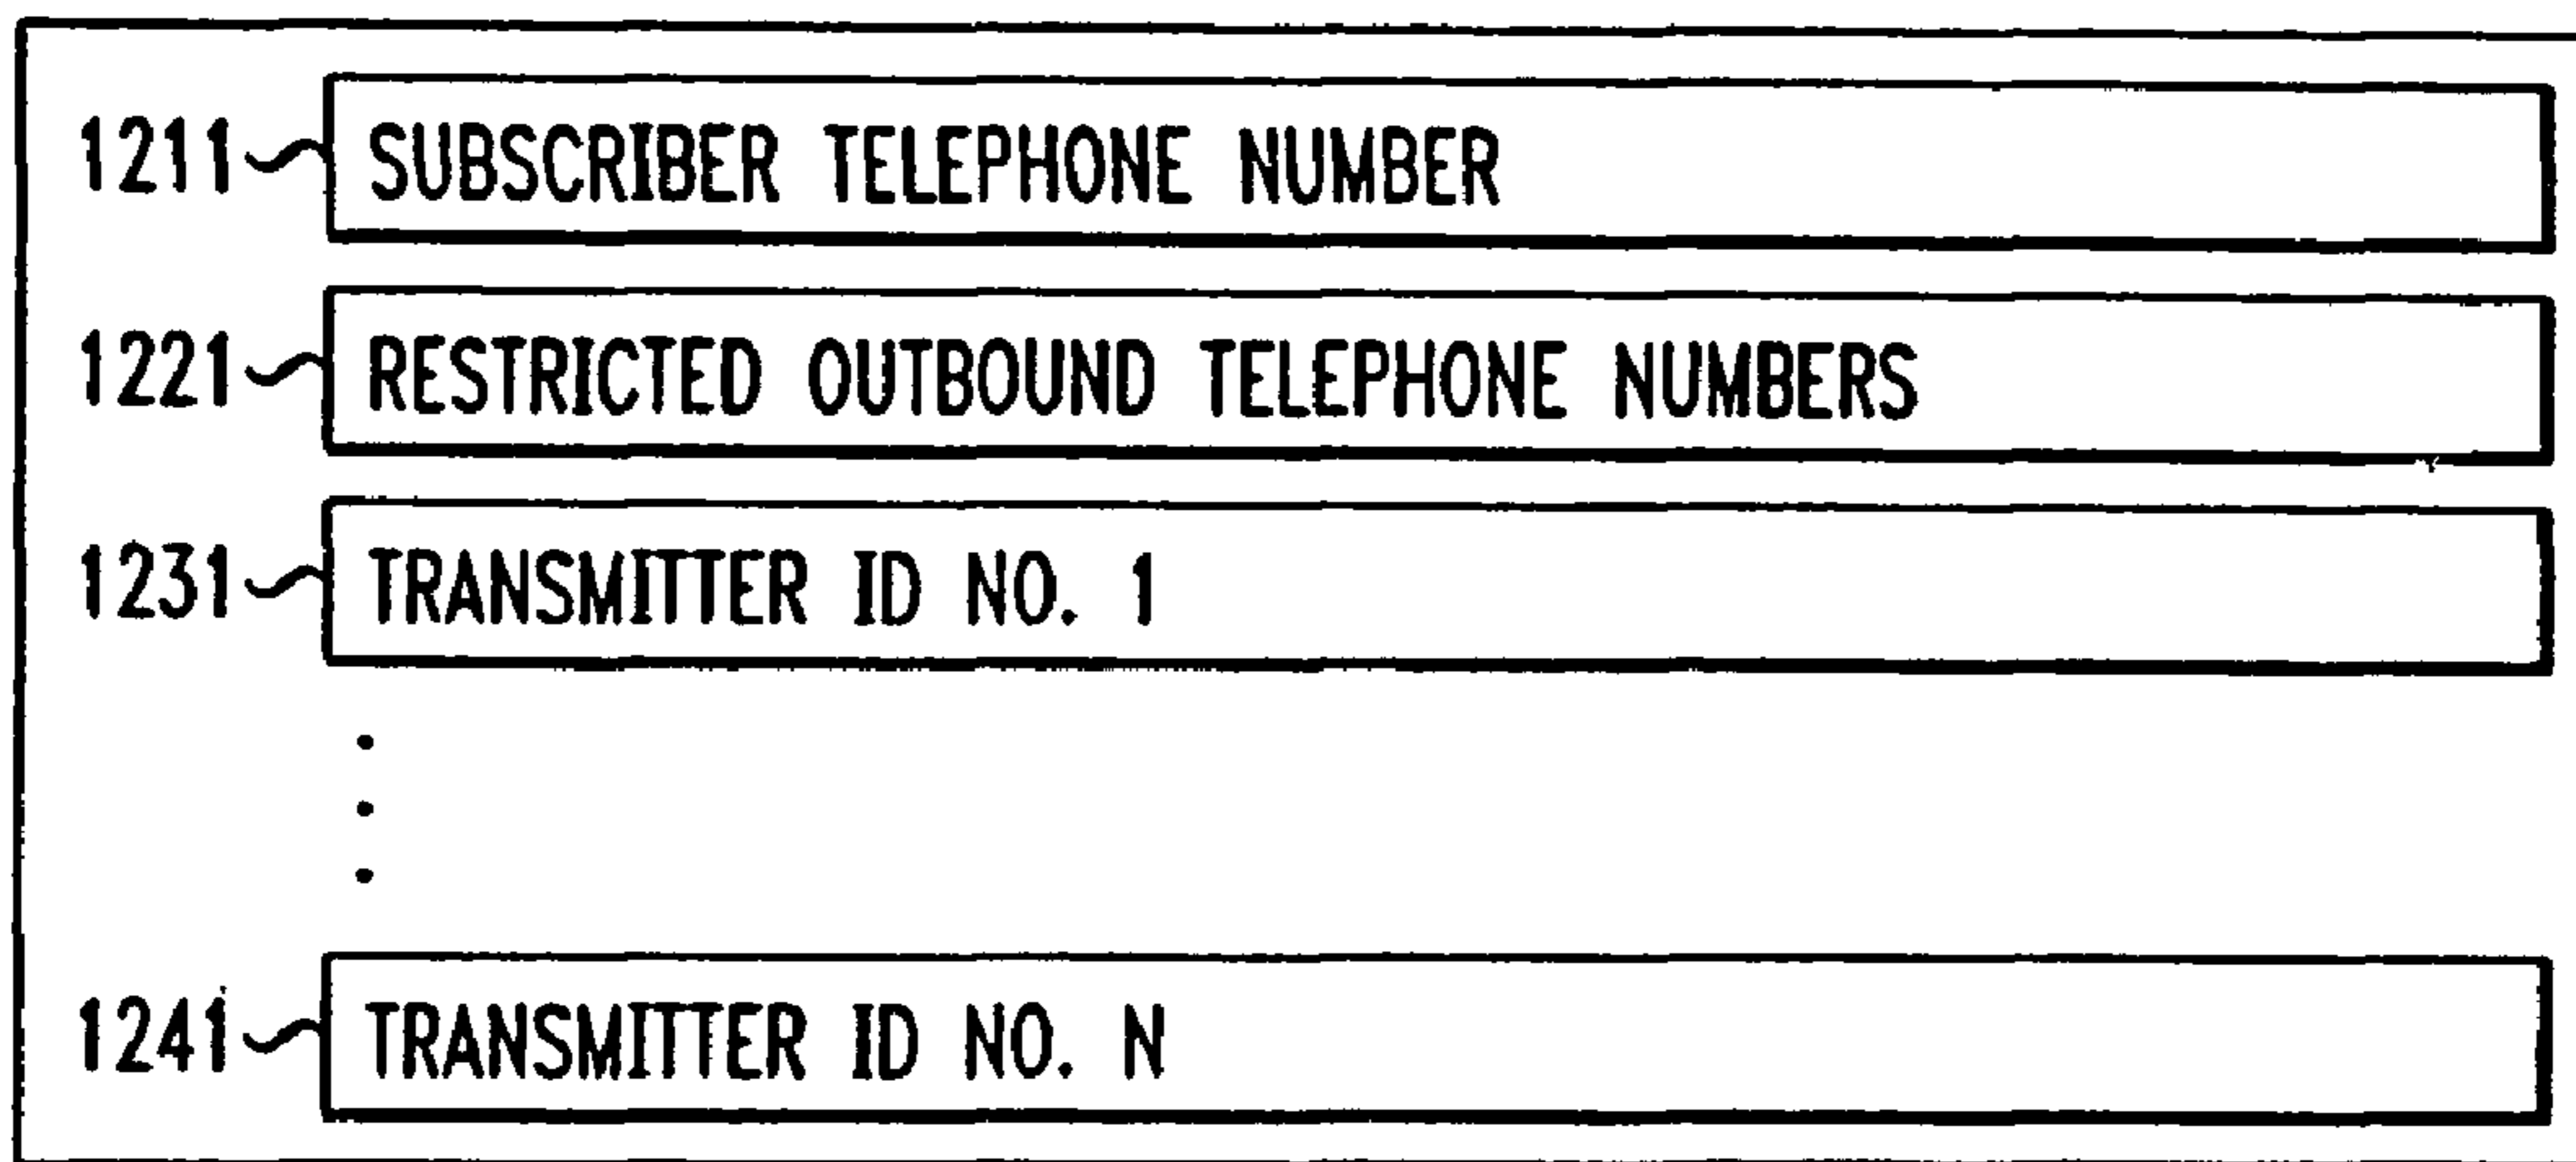 1211 SUBSCRIBER TELEPHONE NUMBER
1221 RESTRICTED OUTBOUND TELEPHONE NUMBERS
1231 TRANSMITTER ID NO. 1
1241 TRANSMITTER ID NO. N